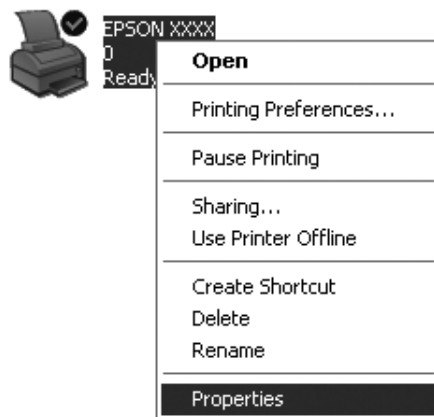 EPSON XXXX
0
Ready
Open
Printing Preferences...
Pause Printing
Sharing...
Use Printer Offline
Create Shortcut
Delete
Rename
Properties